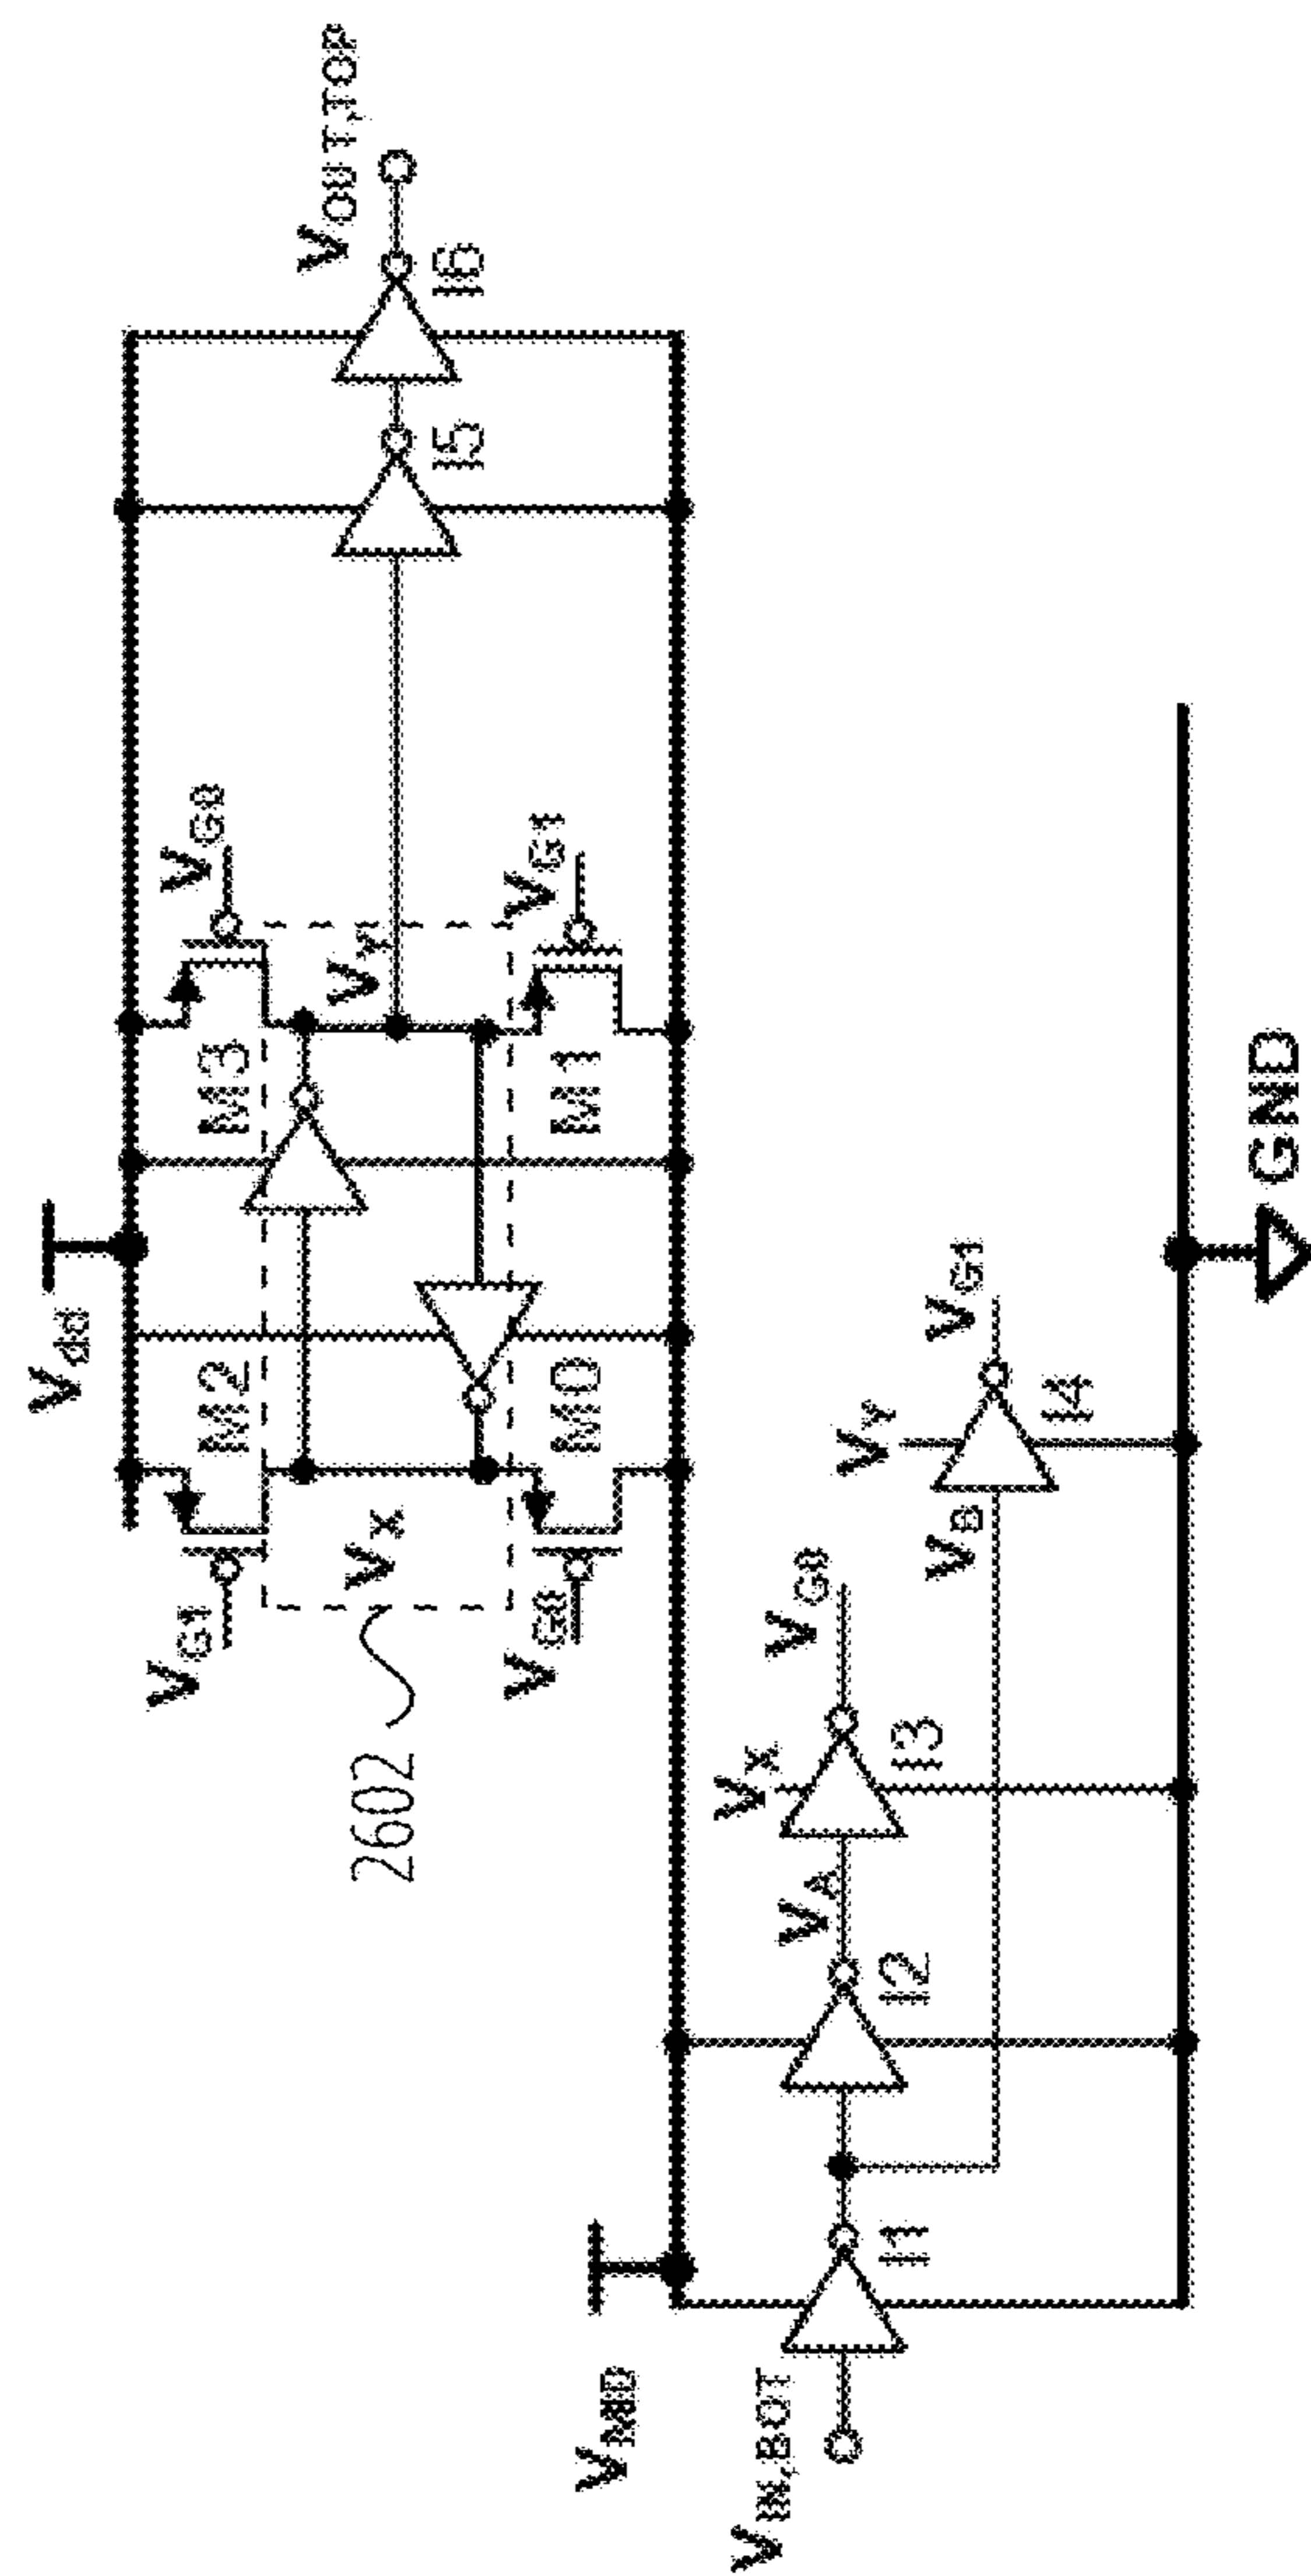 Vdd
VOUT,TOP
VG1
M2
M3
VG0
VX
VY
I5
I6
2602
VG0
M0
M1
VG1
VMID
VIN,BOT
I1
I2
VA
VX
I3
VG0
VB
VY
I4
VG1
GND